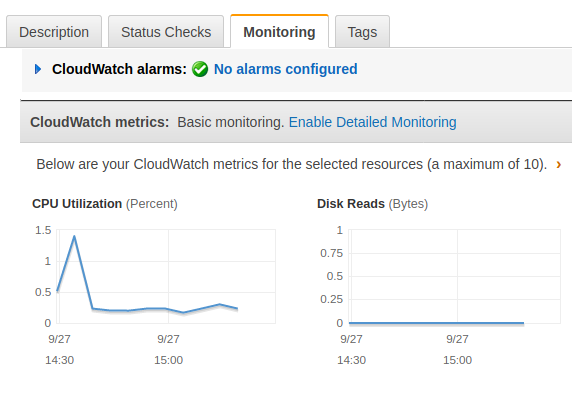 Description Status Checks Monitoring Tags
CloudWatch alarms: No alarms configured
CloudWatch metrics: Basic monitoring. Enable Detailed Monitoring
Below are your CloudWatch metrics for the selected resources (a maximum of 10). ›
CPU Utilization (Percent)
1.5
1
0.5
0
9/27 9/27
14:30 15:00
Disk Reads (Bytes)
1
0.75
0.5
0.25
0
9/27 9/27
14:30 15:00